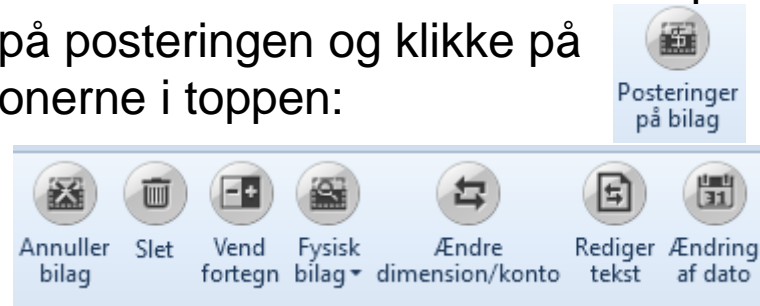 på posteringen og klikke på
Posteringer
på bilag
onerne i toppen:
Annuller bilag
Slet
Vend fortegn
Fysisk bilag
Ændre dimension/konto
Rediger tekst
Ændring af dato
31